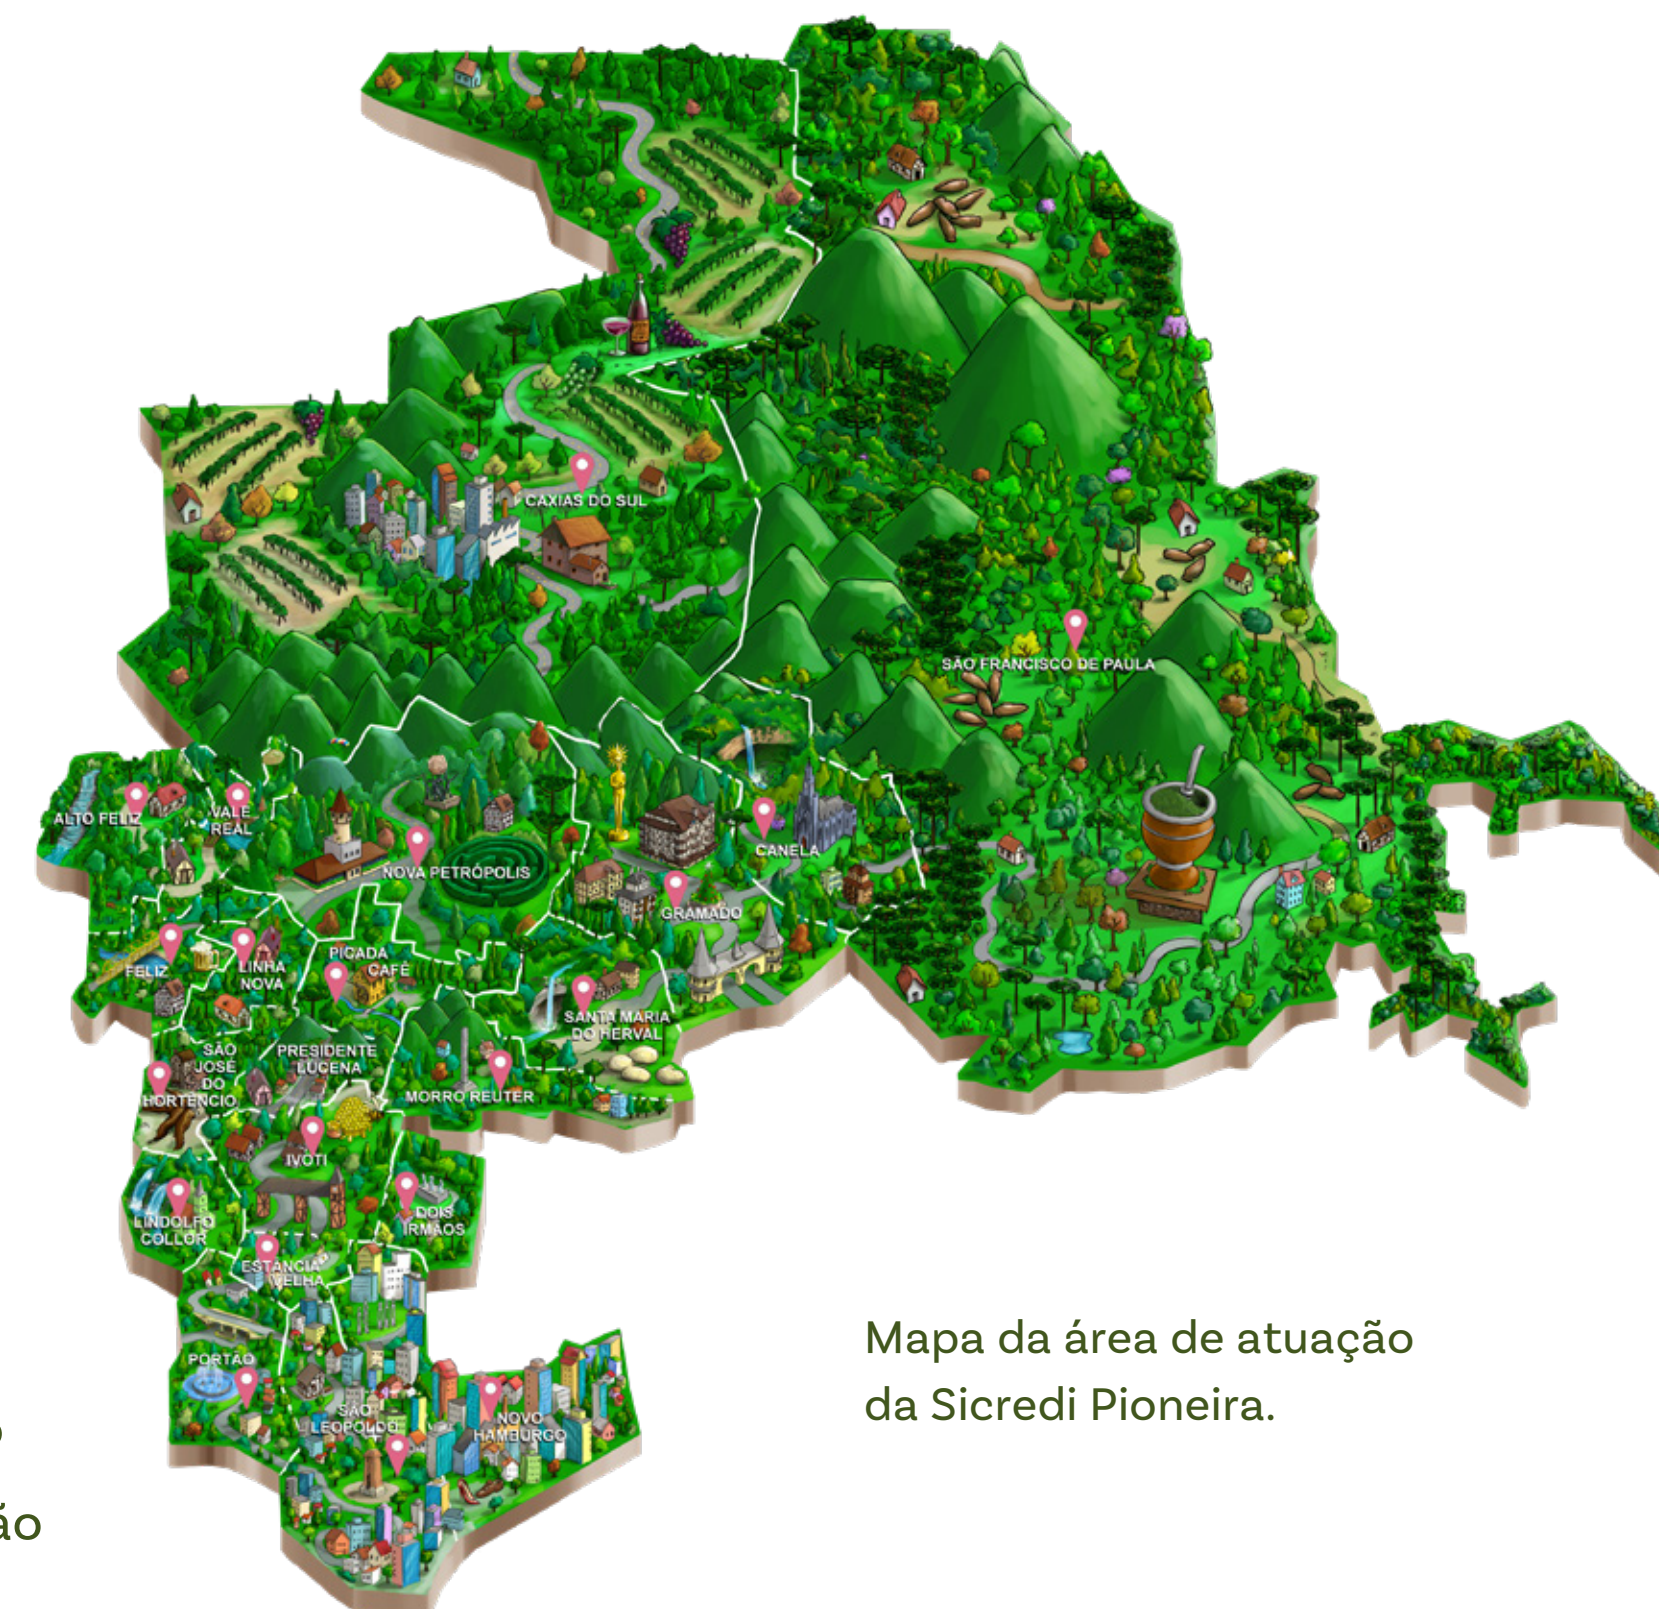 CAXIAS DO SUL
SÃO FRANCISCO DE PAULA
ALTO FELIZ
VALE
REAL
NOVA PETRÓPOLIS
CANELA
GRAMADO
FELIZ
LINHA
NOVA
PICADA
CAFÉ
SANTA MARIA
DO HERVAL
SÃO
JOSÉ
DO
HORTÊNCIO
PRESIDENTE
LUCENA
MORRO REUTER
IVOTI
LINDOLFO
COLLOR
DOIS
IRMÃOS
ESTÂNCIA
VELHA
PORTÃO
SÃO
LEOPOLDO
NOVO
HAMBURGO
Mapa da área de atuação
da Sicredi Pioneira.
o
ão